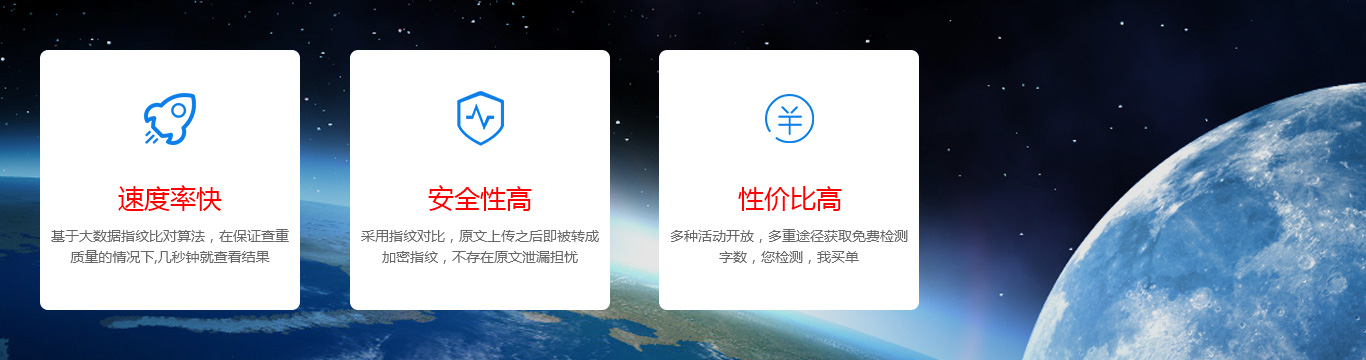 速度率快
基于大数据指纹比对算法，在保证查重
质量的情况下,几秒钟就查看结果
安全性高
采用指纹对比，原文上传之后即被转成
加密指纹，不存在原文泄漏担忧
性价比高
多种活动开放，多重途径获取免费检测
字数，您检测，我买单